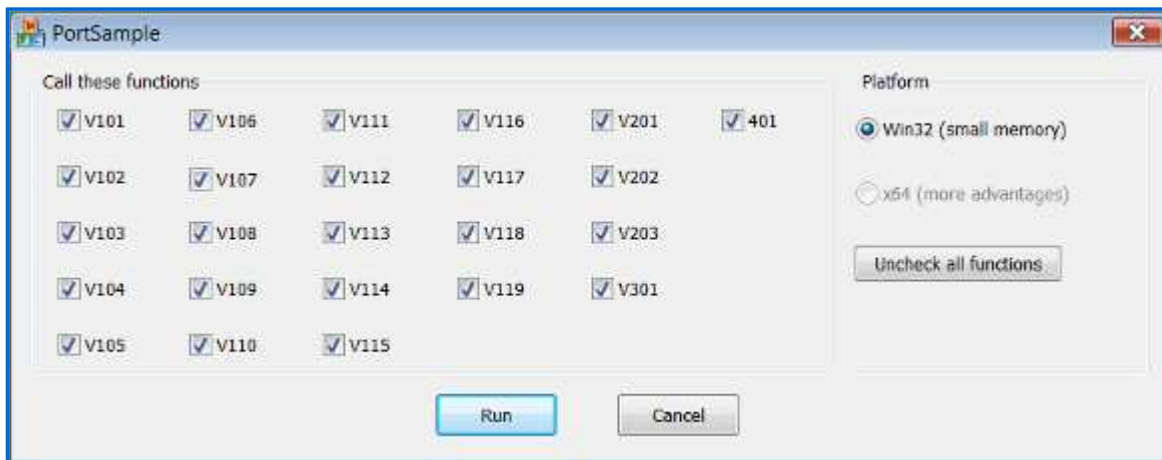 PortSample
Call these functions
Platform
V101 V106 V111 V116 V201 401
Win32 (small memory)
V102 V107 V112 V117 V202
x64 (more advantages)
V103 V108 V113 V118 V203
Uncheck all functions
V104 V109 V114 V119 V301
V105 V110 V115
Run
Cancel